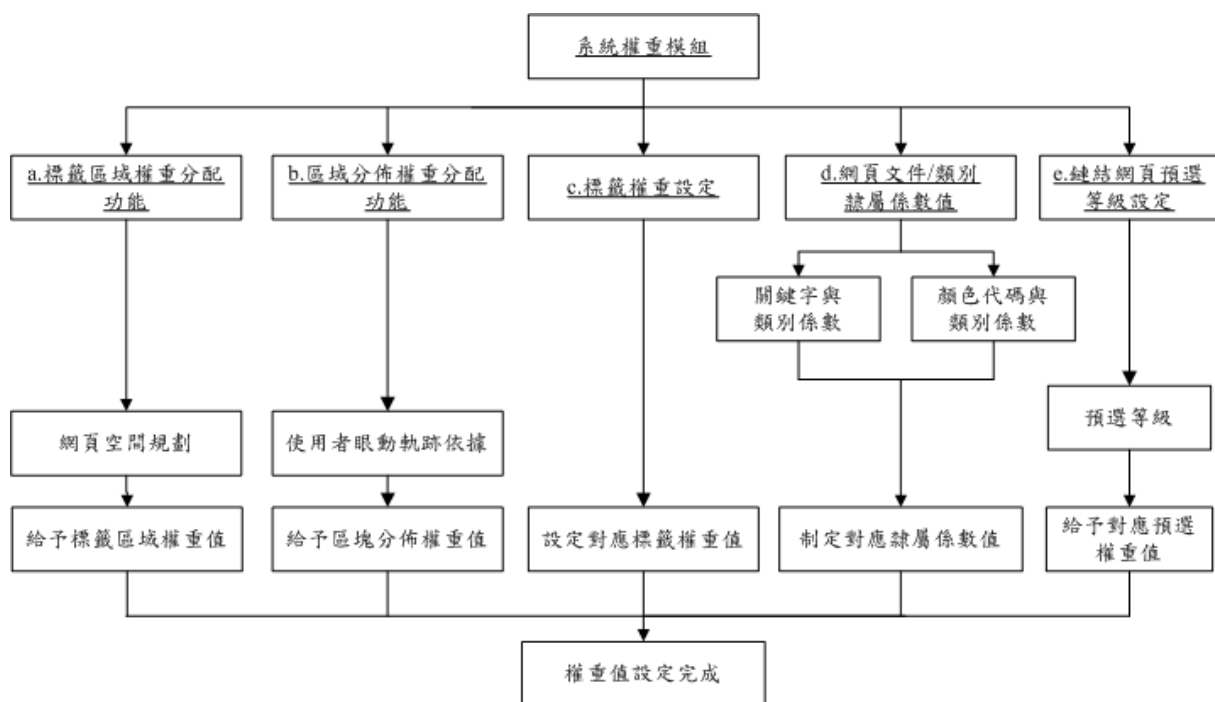 系統權重模組
a.標籤區域權重分配
功能
b.區域分佈權重分配
功能
c.標籤權重設定
d.網頁文件/類別
隸屬係數值
e.鏈結網頁預選
等級設定
關鍵字與
類別係數
顏色代碼與
類別係數
網頁空間規劃
使用者眼動軌跡依據
預選等級
給予標籤區域權重值
給予區塊分佈權重值
設定對應標籤權重值
制定對應隸屬係數值
給予對應預選
權重值
權重值設定完成